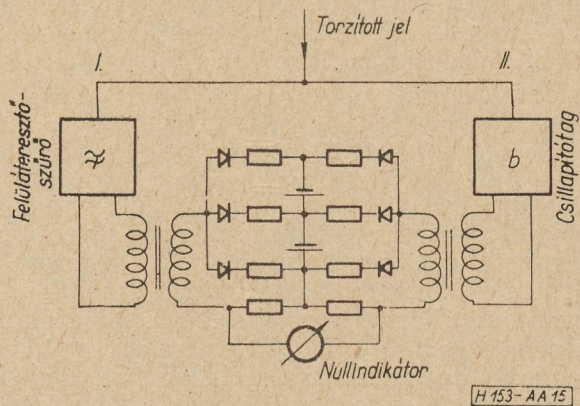 Torzított jel
I.
II.
Felüláteresztő-
szűrő
b
Csillapítótag
Nullindikátor
H 153-AA 15